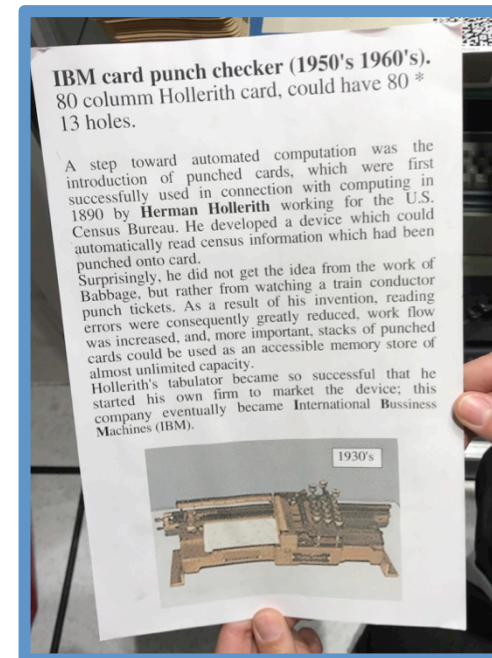 IBM card punch checker (1950's 1960's).
80 columm Hollerith card, could have 80 *
13 holes.
A step toward automated computation was the
introduction of punched cards, which were first
successfully used in connection with computing in
1890 by Herman Hollerith working for the U.S.
Census Bureau. He developed a device which could
automatically read census information which had been
punched onto card.
Surprisingly, he did not get the idea from the work of
Babbage, but rather from watching a train conductor
punch tickets. As a result of his invention, reading
errors were consequently greatly reduced, work flow
was increased, and, more important, stacks of punched
cards could be used as an accessible memory store of
almost unlimited capacity.
Hollerith's tabulator became so successful that he
started his own firm to market the device; this
company eventually became International Bussiness
Machines (IBM).
1930's